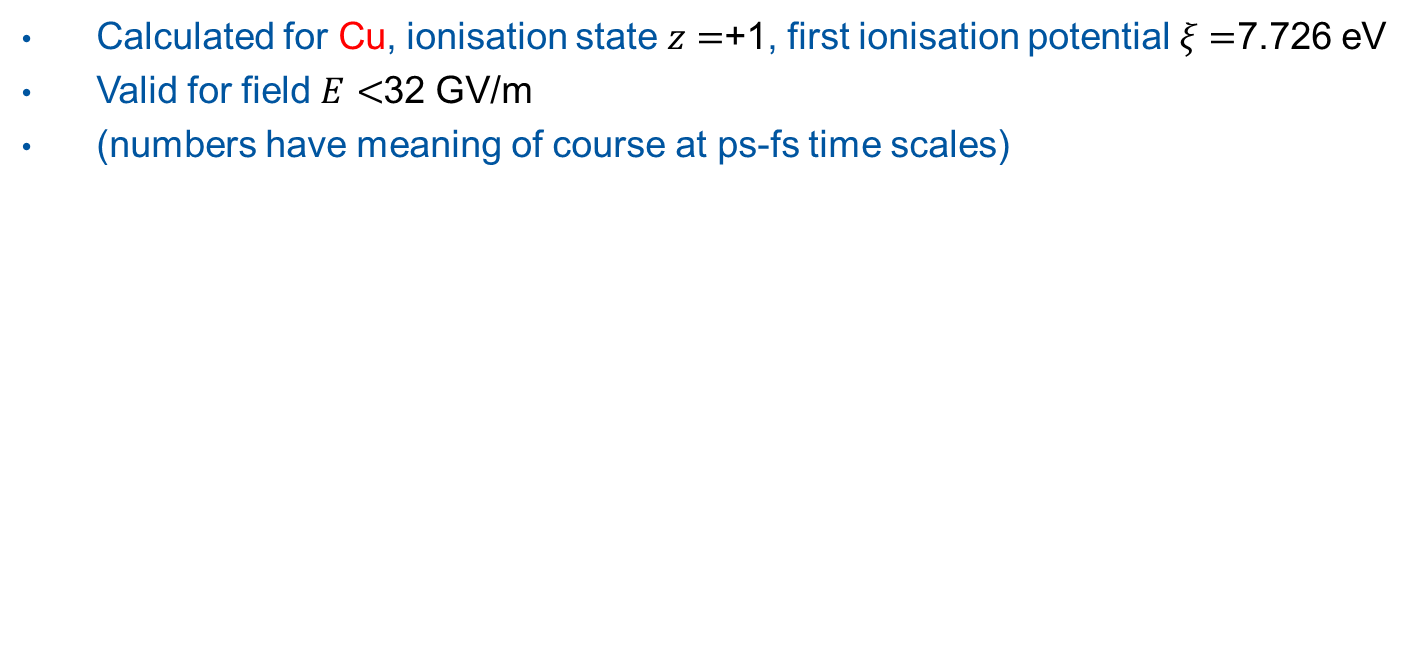 • Calculated for Cu, ionisation state z =+1, first ionisation potential ξ =7.726 eV
• Valid for field E <32 GV/m
• (numbers have meaning of course at ps-fs time scales)